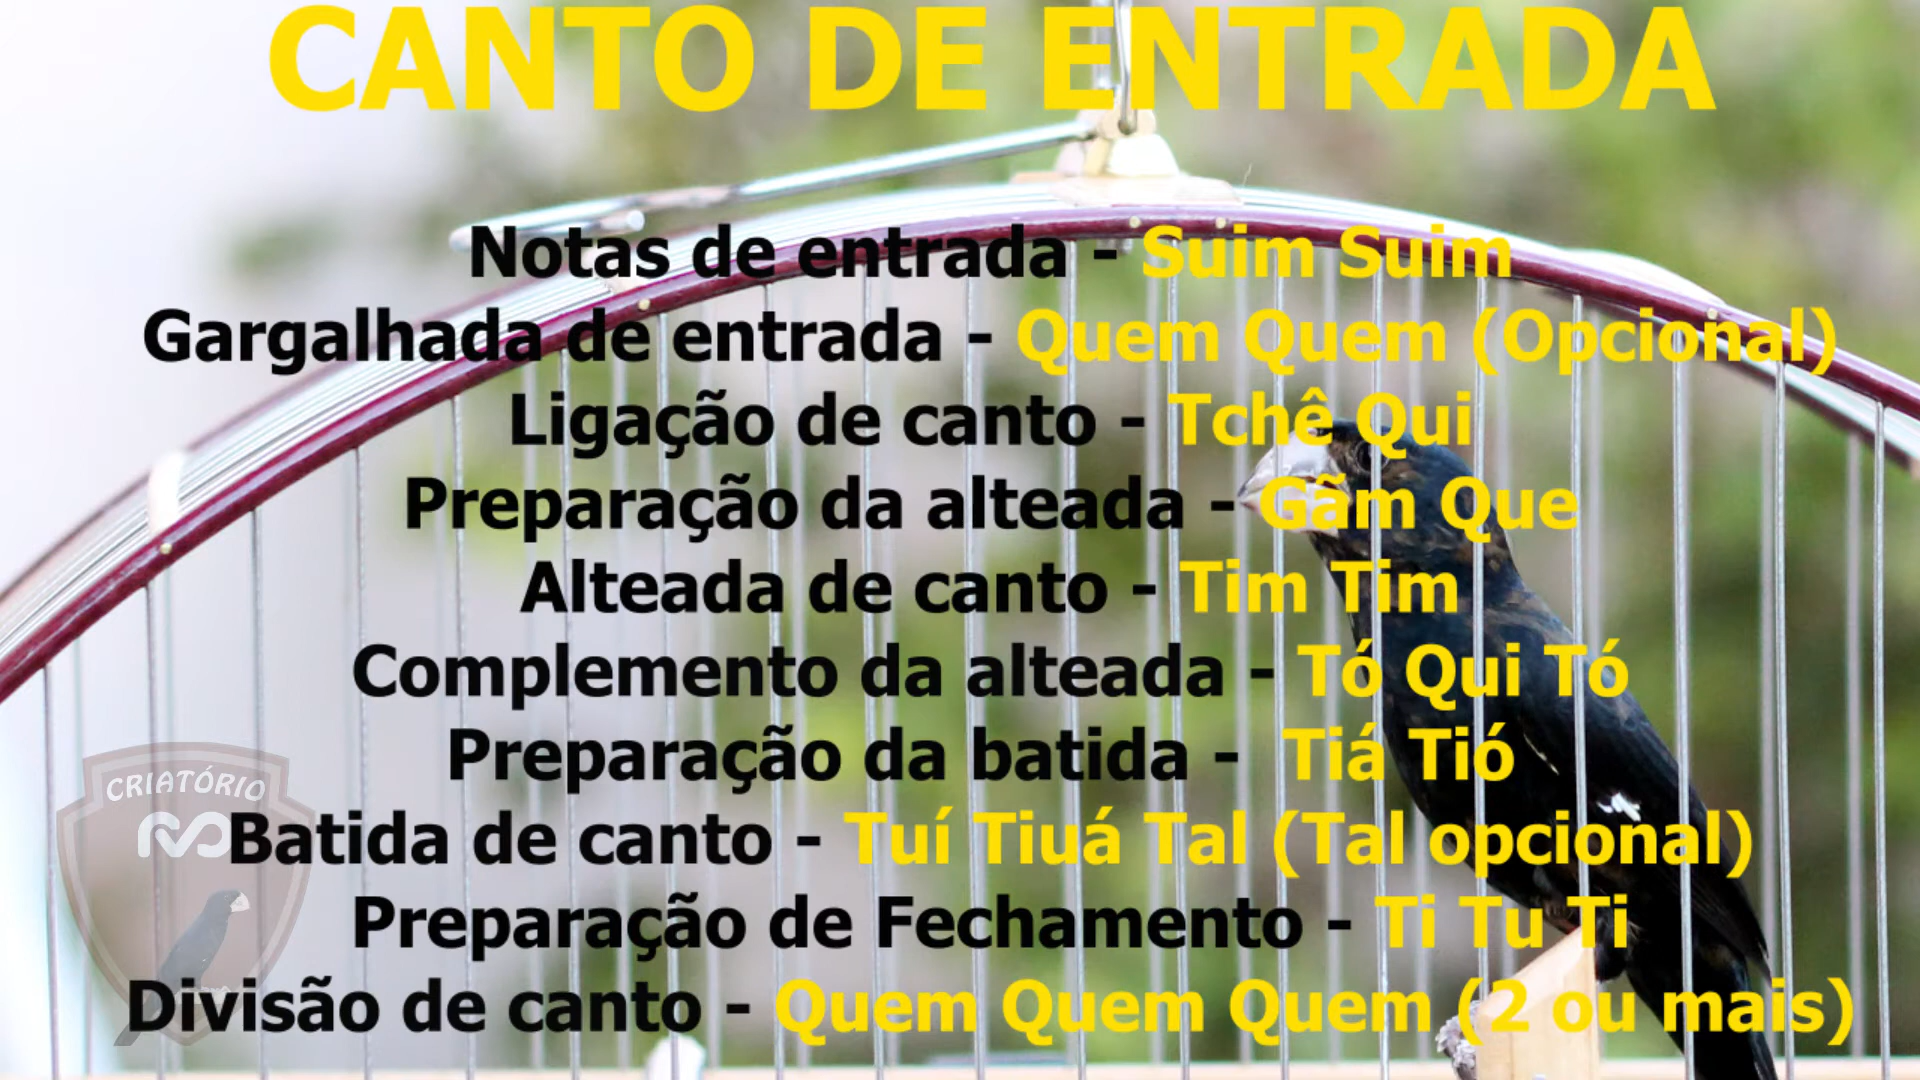 CANTO DE ENTRADA
Notas de entrada - Suim Suim
Gargalhada de entrada - Quem Quem (Opcional)
Ligação de canto - Tchê Qui
Preparação da alteada - Gãm Que
Alteada de canto - Tim Tim
Complemento da alteada - Tó Qui Tó
Preparação da batida - Tiá Tió
CRIATÓRIO
Batida de canto - Tuí Tiuá Tal (Tal opcional)
Preparação de Fechamento - Ti Tu Ti
Divisão de canto - Quem Quem Quem (2 ou mais)